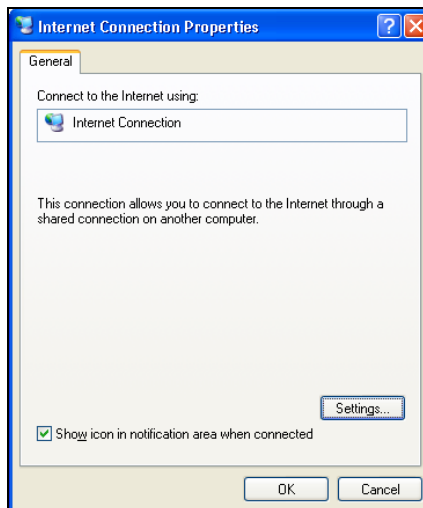 Internet Connection Properties
?
General
Connect to the Internet using:
Internet Connection
This connection allows you to connect to the Internet through a
shared connection on another computer.
Settings...
Show icon in notification area when connected
OK Cancel